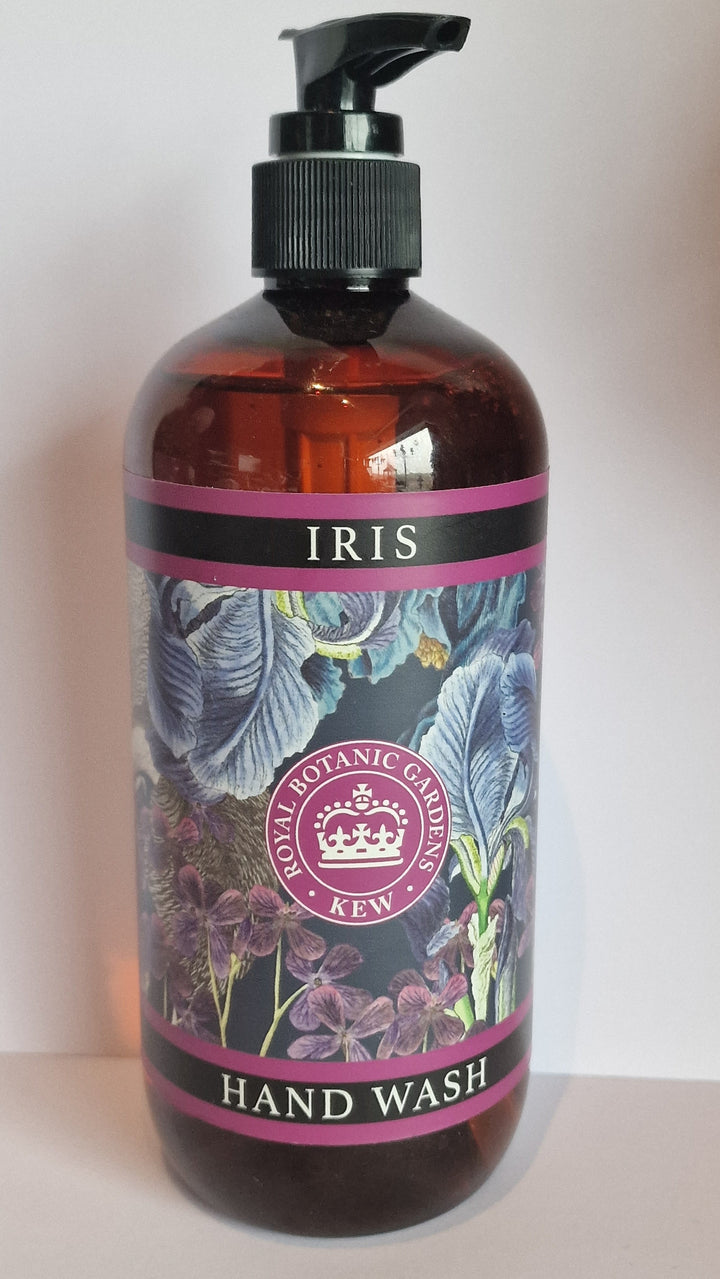 IRIS
ROYAL BOTANIC GARDENS
• KEW •
HAND WASH